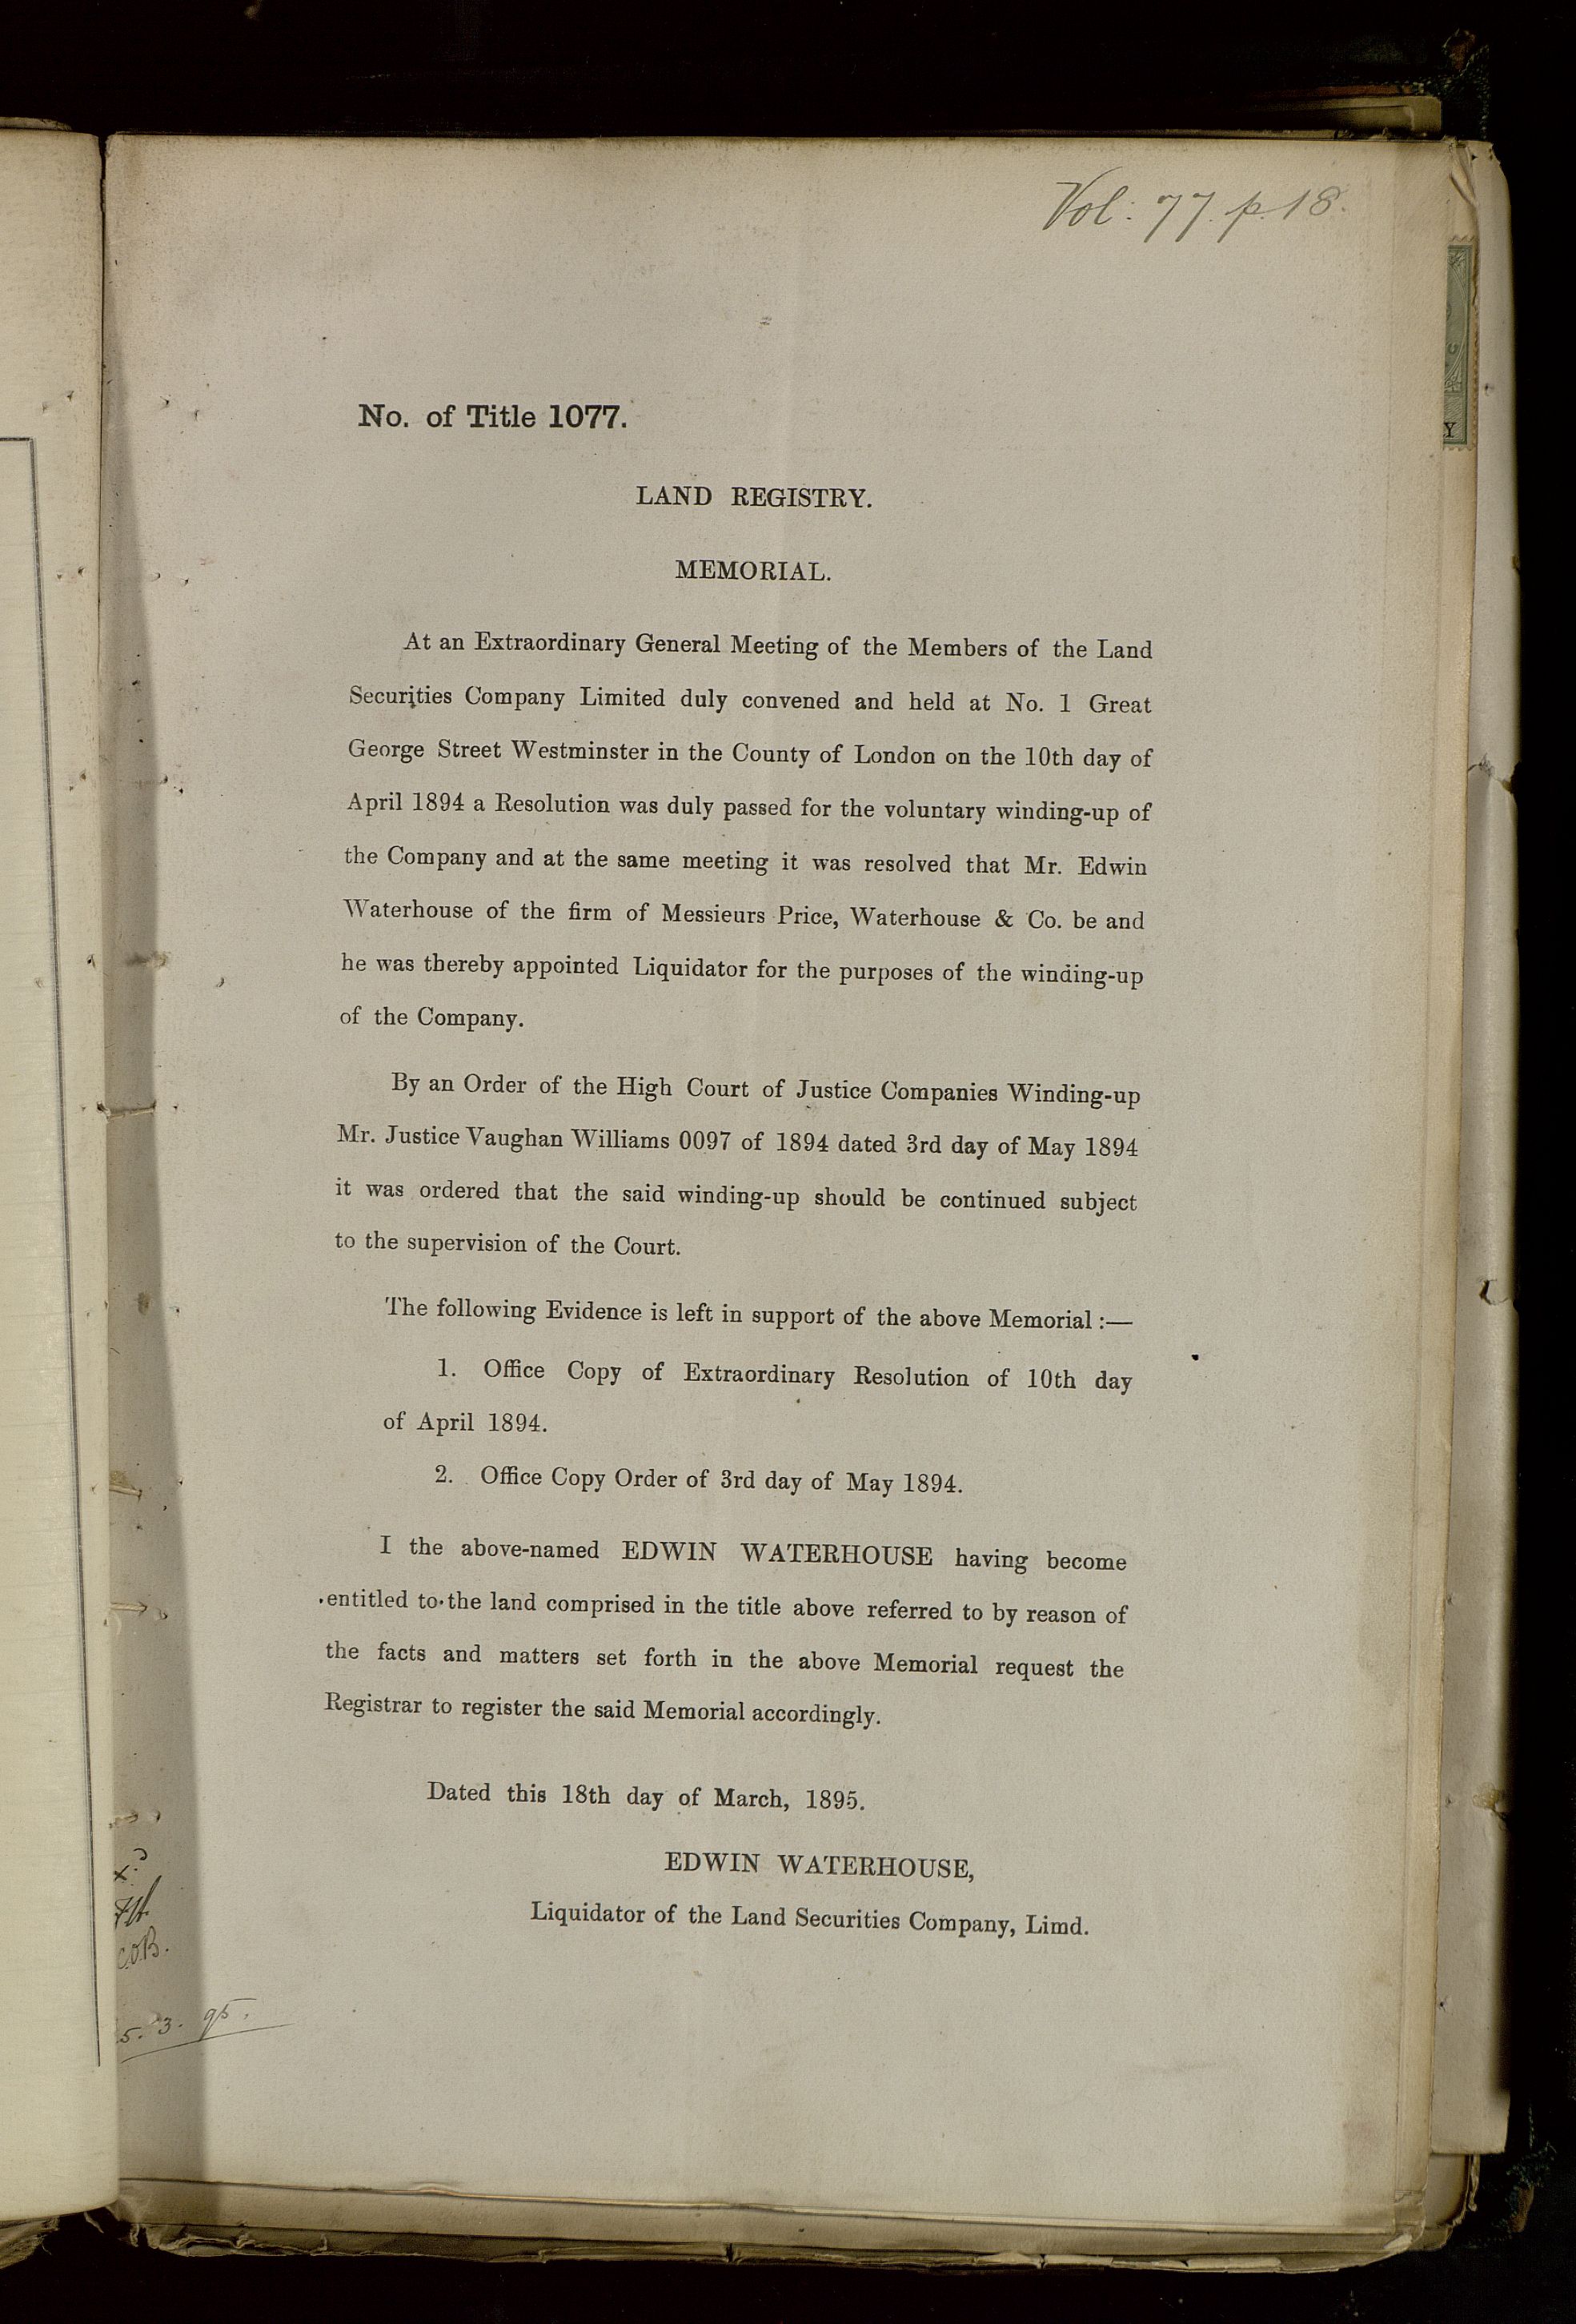 Vol: 77. p. 18.
No. of Title 1077.
LAND REGISTRY.
MEMORIAL.
At an Extraordinary General Meeting of the Members of the Land
Securities Company Limited duly convened and held at No. 1 Great
George Street Westminster in the County of London on the 10th day of
April 1894 a Resolution was duly passed for the voluntary winding-up of
the Company and at the same meeting it was resolved that Mr. Edwin
Waterhouse of the firm of Messieurs Price, Waterhouse & Co. be and
he was thereby appointed Liquidator for the purposes of the winding-up
of the Company.
By an Order of the High Court of Justice Companies Winding-up
Mr. Justice Vaughan Williams 0097 of 1894 dated 3rd day of May 1894
it was ordered that the said winding-up should be continued subject
to the supervision of the Court.
The following Evidence is left in support of the above Memorial :—
1. Office Copy of Extraordinary Resolution of 10th day
of April 1894.
2. Office Copy Order of 3rd day of May 1894.
I the above-named EDWIN WATERHOUSE having become
entitled to the land comprised in the title above referred to by reason of
the facts and matters set forth in the above Memorial request the
Registrar to register the said Memorial accordingly.
Dated this 18th day of March, 1895.
EDWIN WATERHOUSE,
Liquidator of the Land Securities Company, Limd.
5. 3. 95.